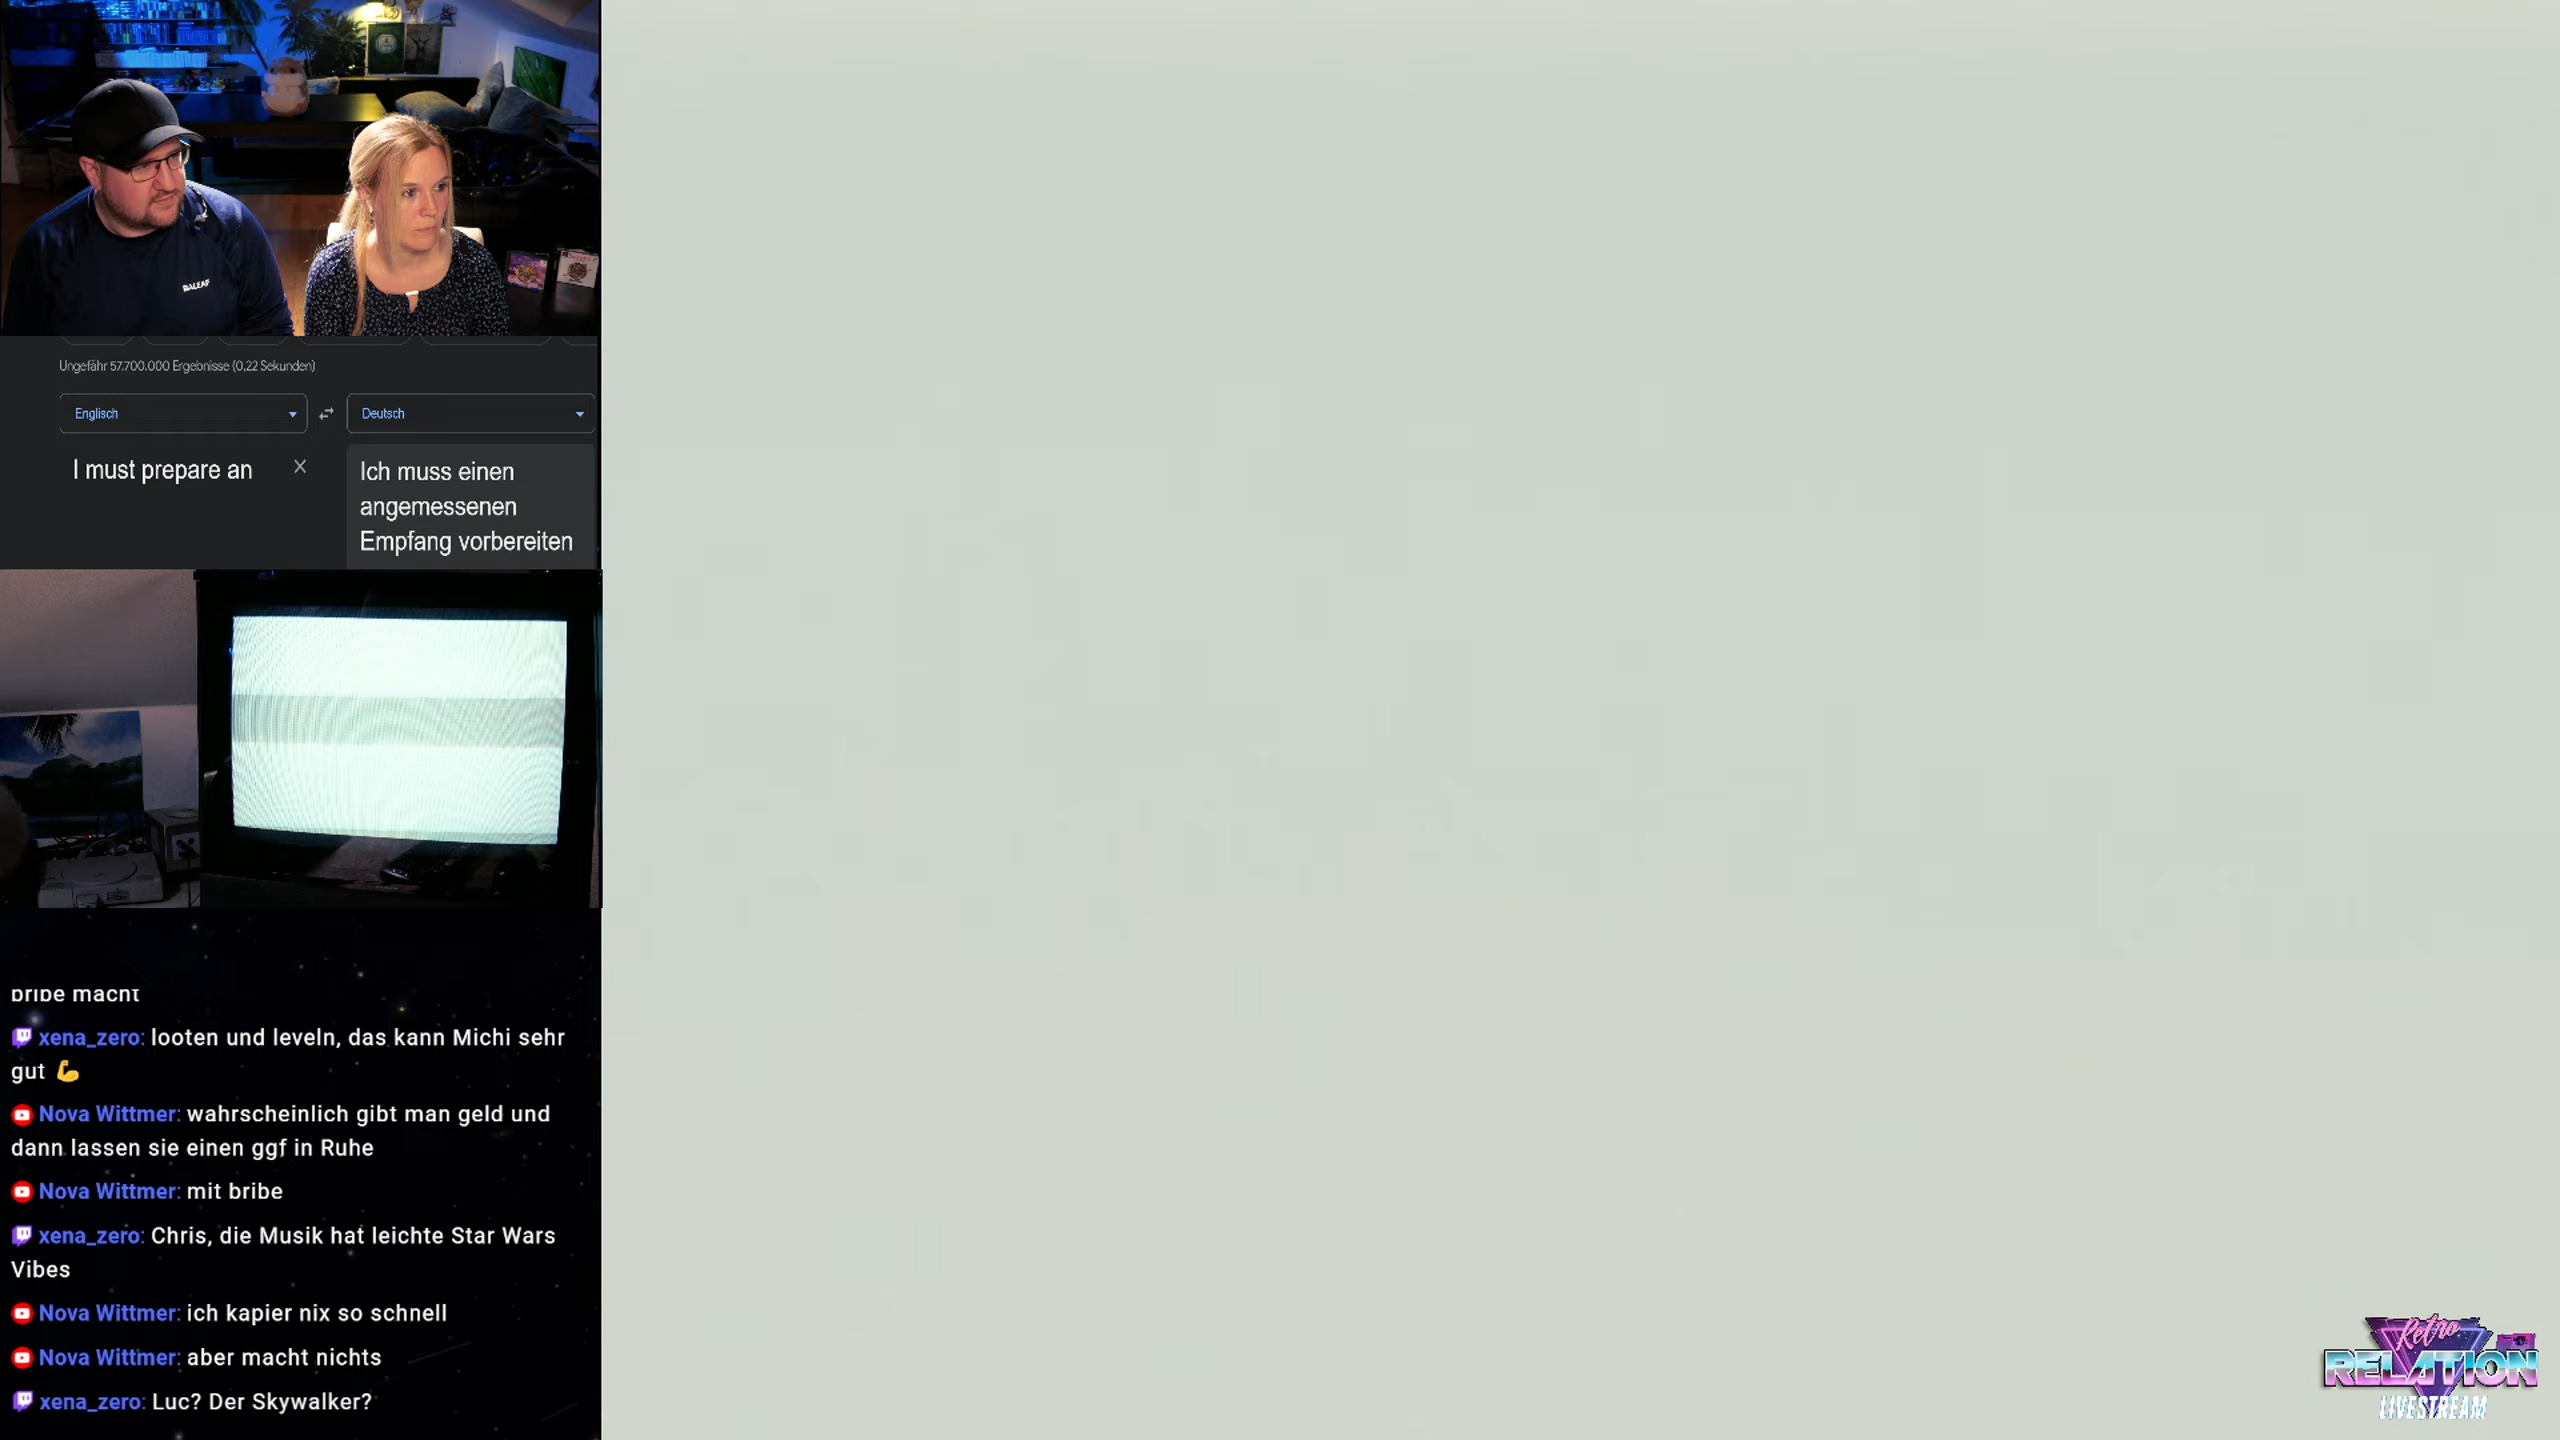 BALEAF
Ungefähr 57.700.000 Ergebnisse (0,22 Sekunden)
Englisch
Deutsch
I must prepare an
Ich muss einen
angemessenen
Empfang vorbereiten
bribe macht
xena_zero: looten und leveln, das kann Michi sehr
gut 💪
Nova Wittmer: wahrscheinlich gibt man geld und
dann lassen sie einen ggf in Ruhe
Nova Wittmer: mit bribe
xena_zero: Chris, die Musik hat leichte Star Wars
Vibes
Nova Wittmer: ich kapier nix so schnell
Nova Wittmer: aber macht nichts
xena_zero: Luc? Der Skywalker?
Retro
RELATION
LIVESTREAM